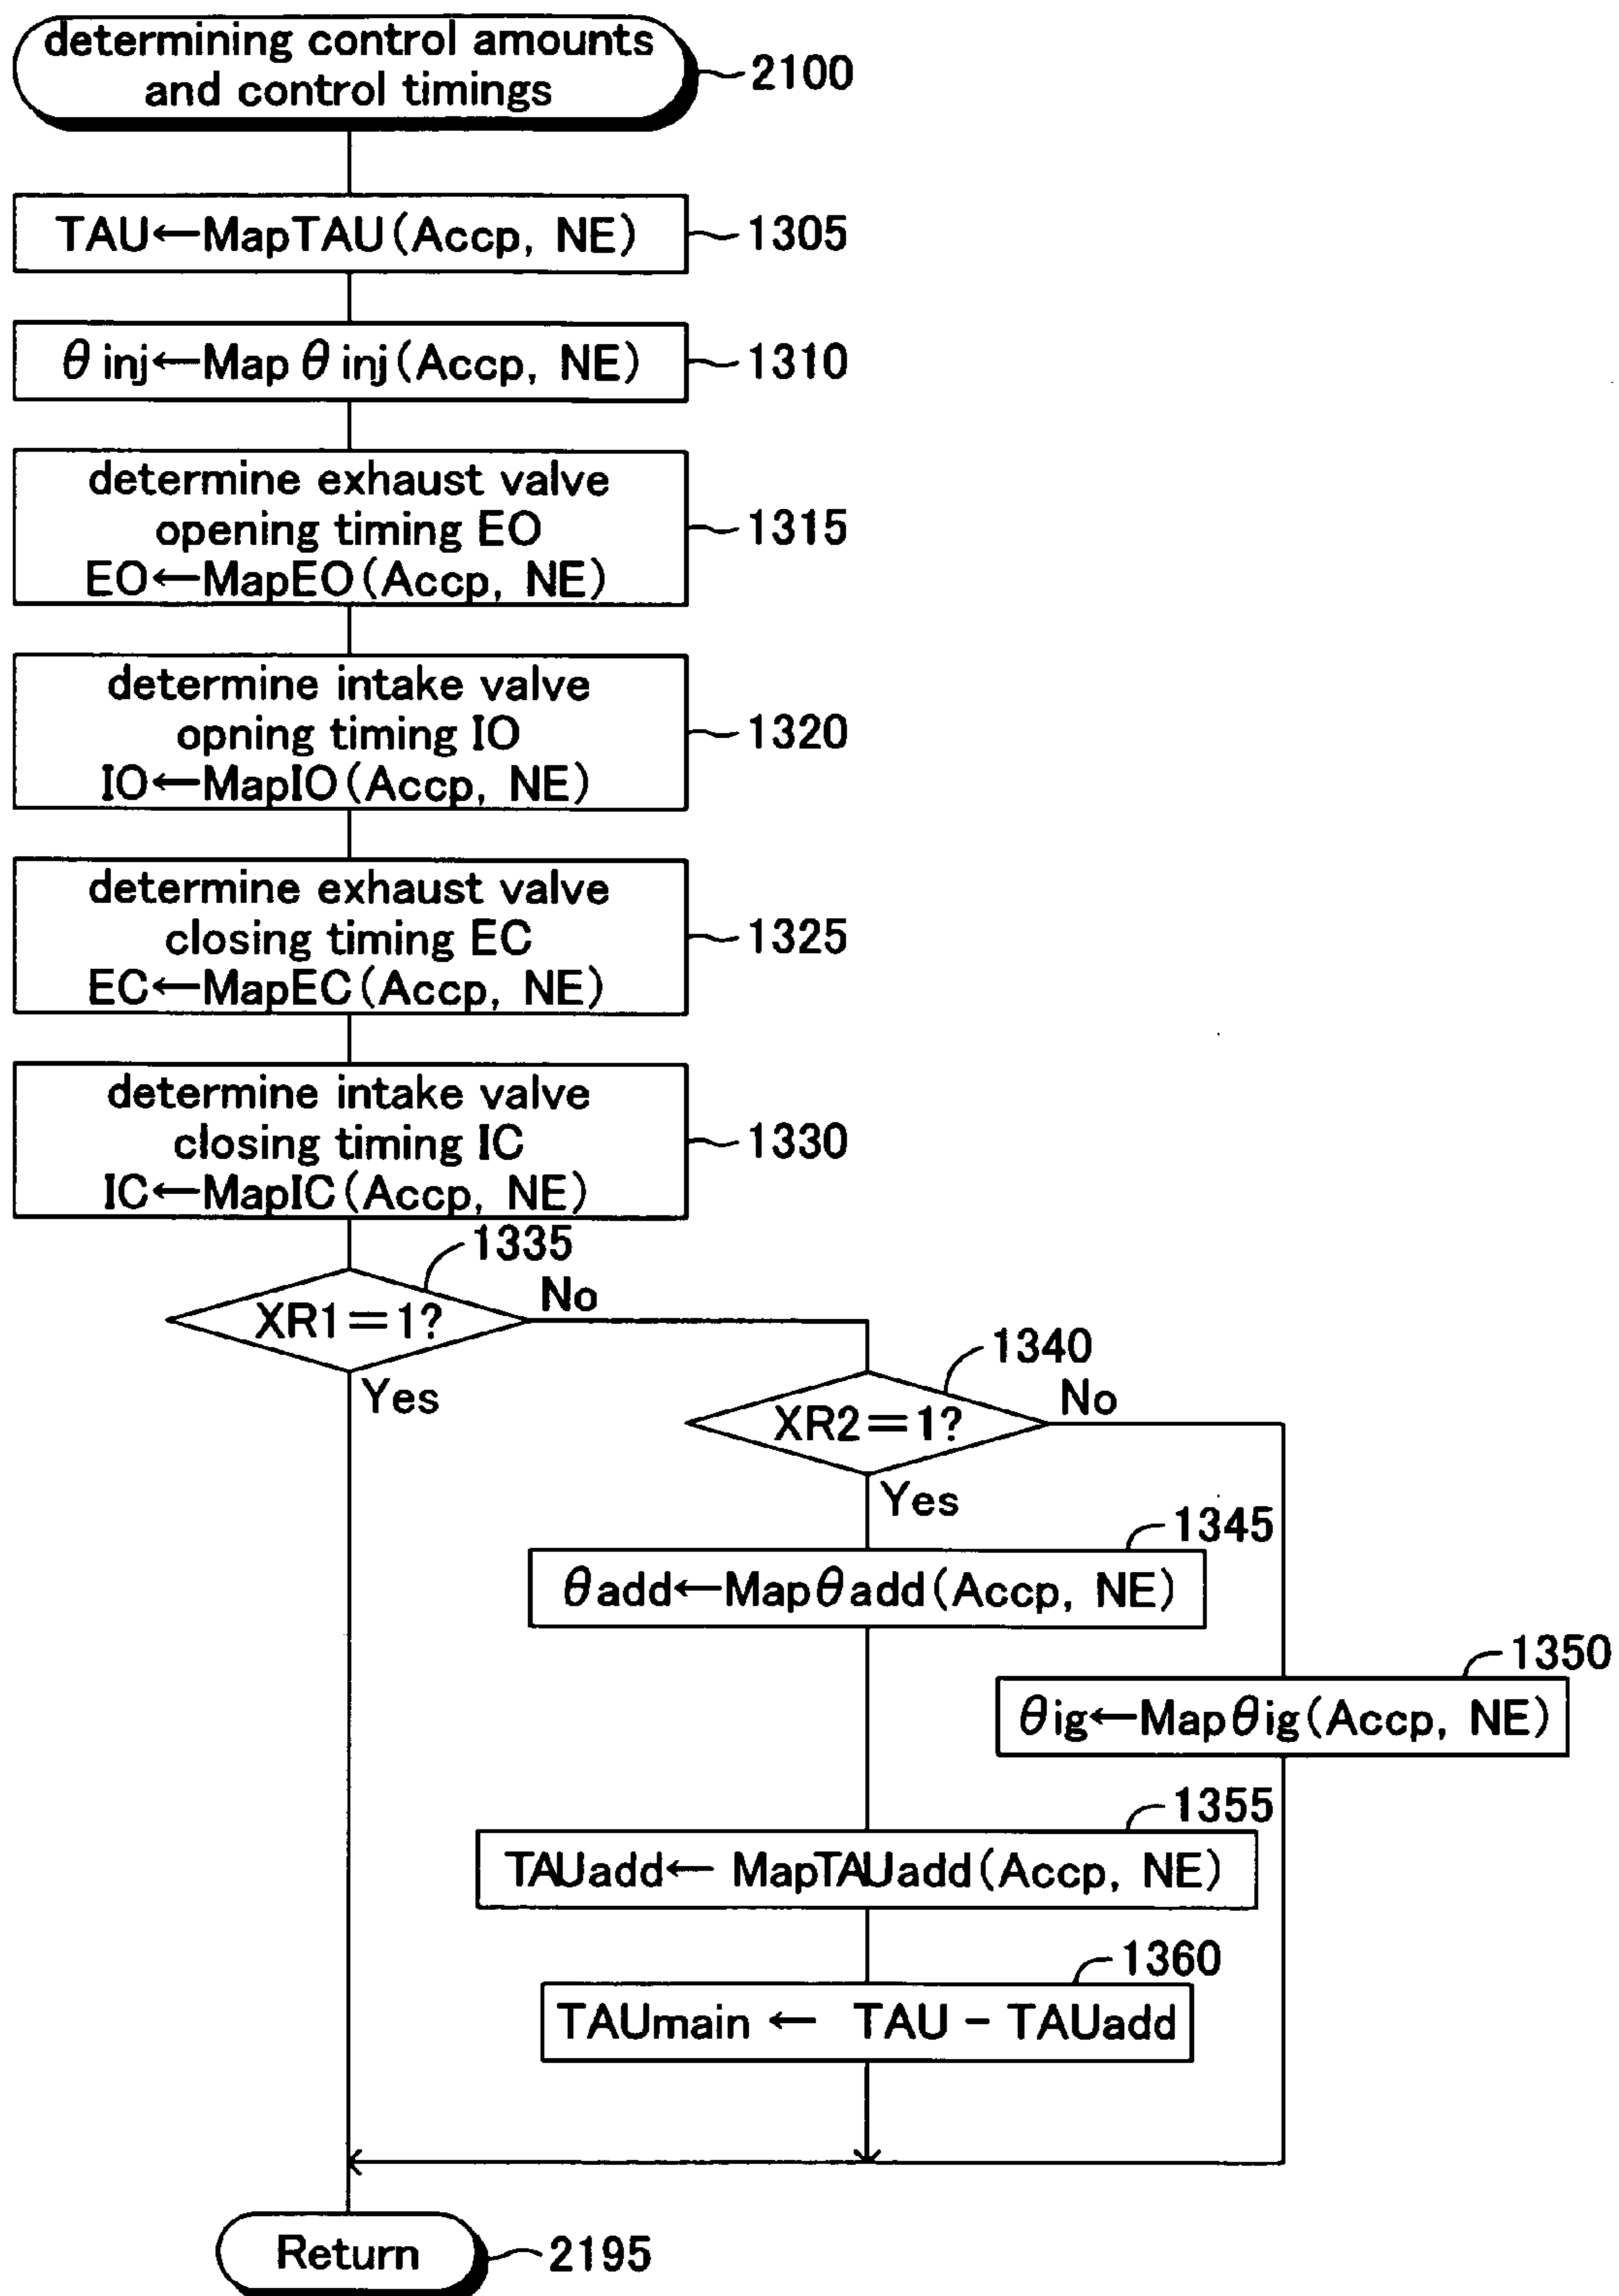 determining control amounts
and control timings
2100
TAU←MapTAU(Accp, NE)
1305
θinj←Mapθinj(Accp, NE)
1310
determine exhaust valve
opening timing EO
EO←MapEO(Accp, NE)
1315
determine intake valve
opning timing IO
IO←MapIO(Accp, NE)
1320
determine exhaust valve
closing timing EC
EC←MapEC(Accp, NE)
1325
determine intake valve
closing timing IC
IC←MapIC(Accp, NE)
1330
1335
XR1=1?
No
Yes
1340
XR2=1?
No
Yes
1345
θadd←Mapθadd(Accp, NE)
1350
θig←Mapθig(Accp, NE)
1355
TAUadd← MapTAUadd(Accp, NE)
1360
TAUmain ← TAU - TAUadd
Return
2195